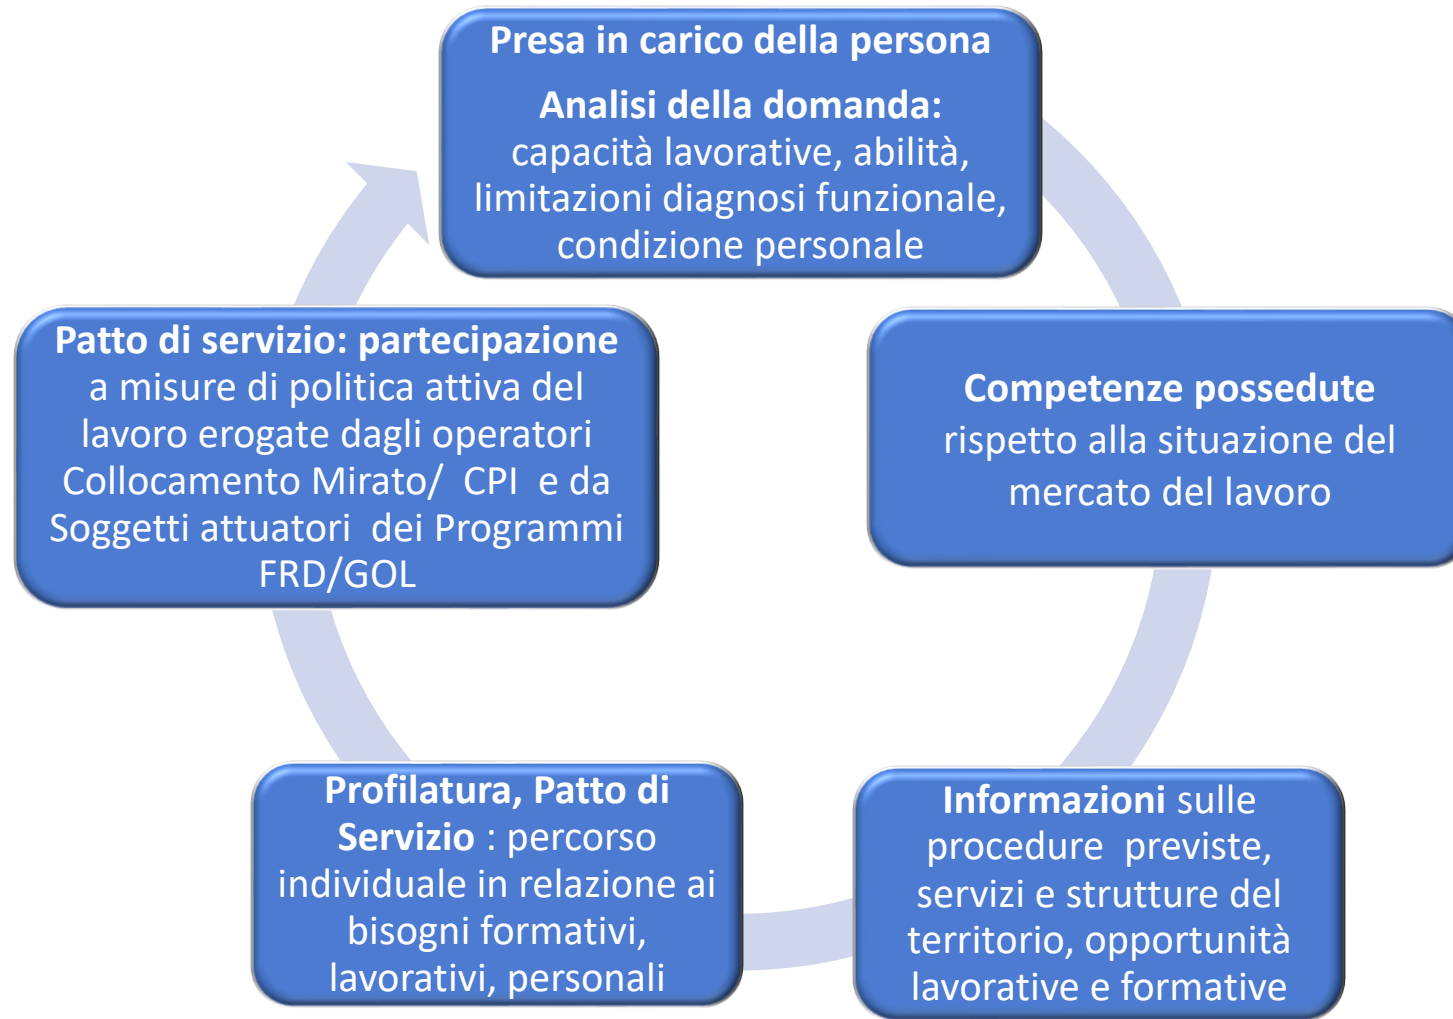 Presa in carico della persona
Analisi della domanda:
capacità lavorative, abilità,
limitazioni diagnosi funzionale,
condizione personale
Competenze possedute
rispetto alla situazione del
mercato del lavoro
Informazioni sulle
procedure  previste,
servizi e strutture del
territorio, opportunità
lavorative e formative
Profilatura, Patto di
Servizio : percorso
individuale in relazione ai
bisogni formativi,
lavorativi, personali
Patto di servizio: partecipazione
a misure di politica attiva del
lavoro erogate dagli operatori
Collocamento Mirato/  CPI  e da
Soggetti attuatori  dei Programmi
FRD/GOL